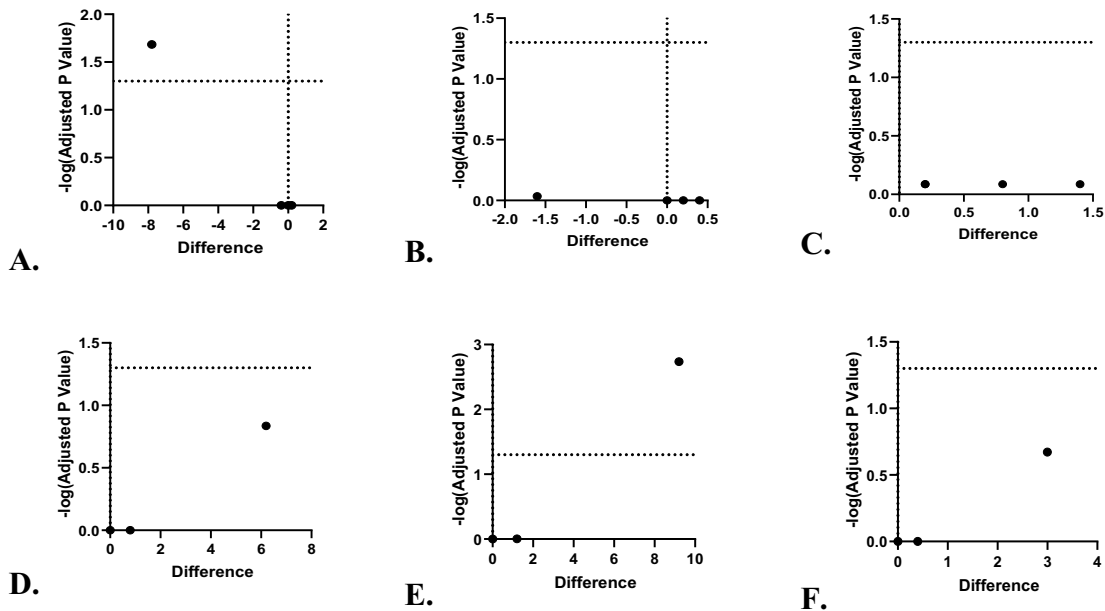 2.0
1.5
1.0
0.5
0.0
-log(Adjusted P Value)
-10 -8 -6 -4 -2 0 2
Difference
A.
1.5
1.0
0.5
0.0
-log(Adjusted P Value)
-2.0 -1.5 -1.0 -0.5 0.0 0.5
Difference
B.
1.5
1.0
0.5
0.0
-log(Adjusted P Value)
0.0 0.5 1.0 1.5
Difference
C.
1.5
1.0
0.5
0.0
-log(Adjusted P Value)
0 2 4 6 8
Difference
D.
3
2
1
0
-log(Adjusted P Value)
0 2 4 6 8 10
Difference
E.
1.5
1.0
0.5
0.0
-log(Adjusted P Value)
0 1 2 3 4
Difference
F.